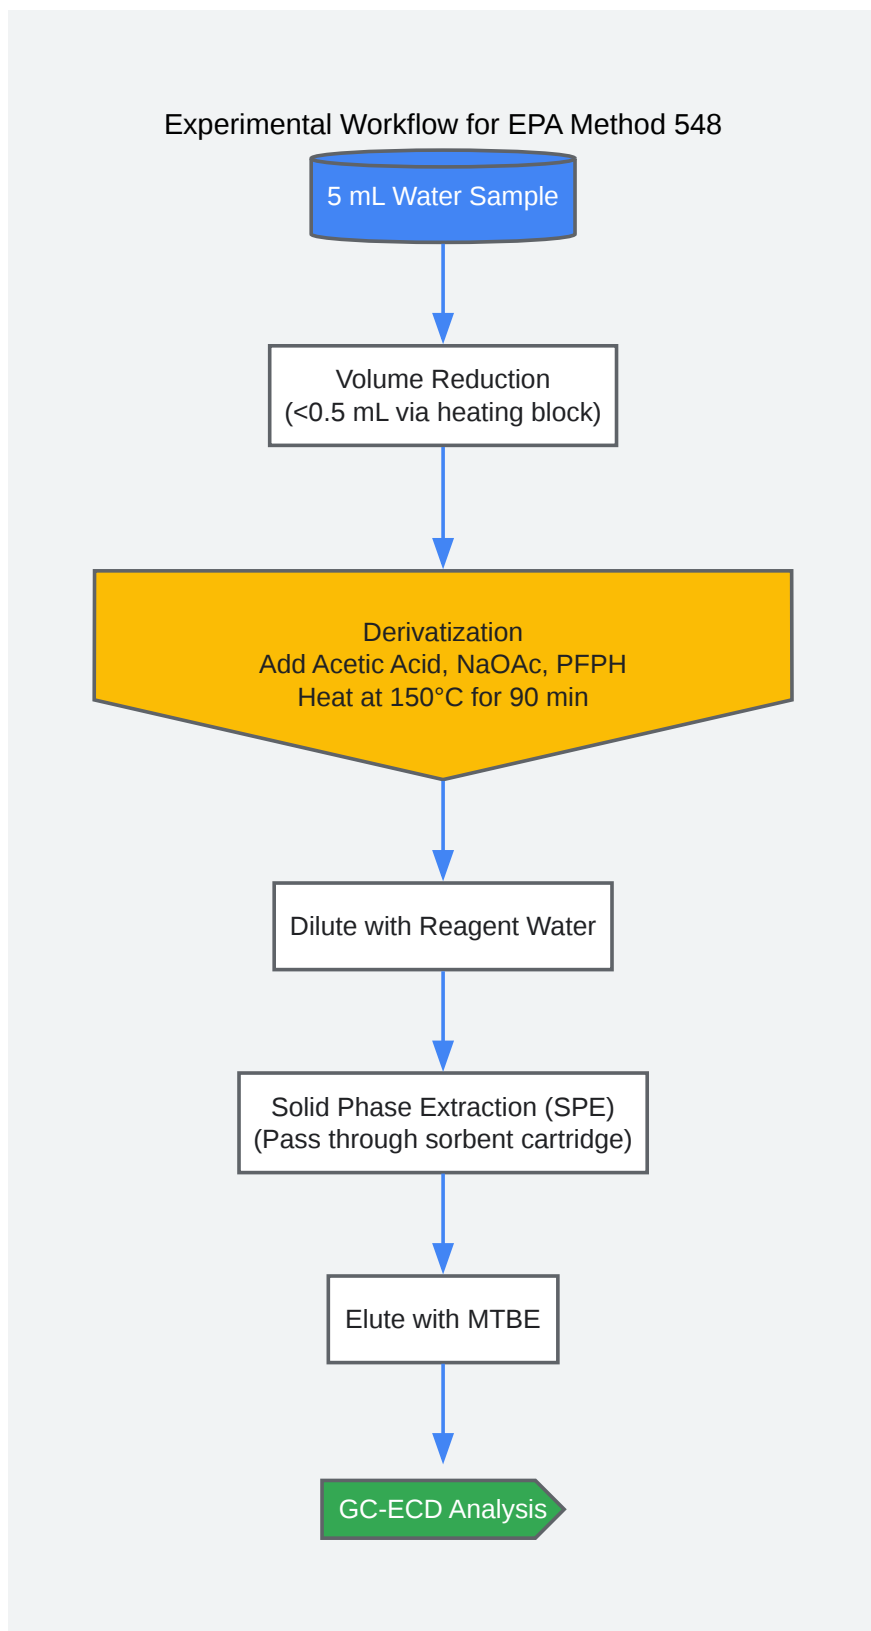 Experimental Workflow for EPA Method 548
5 mL Water Sample
Volume Reduction
(<0.5 mL via heating block)
Derivatization
Add Acetic Acid, NaOAc, PFPH
Heat at 150°C for 90 min
Dilute with Reagent Water
Solid Phase Extraction (SPE)
(Pass through sorbent cartridge)
Elute with MTBE
GC-ECD Analysis